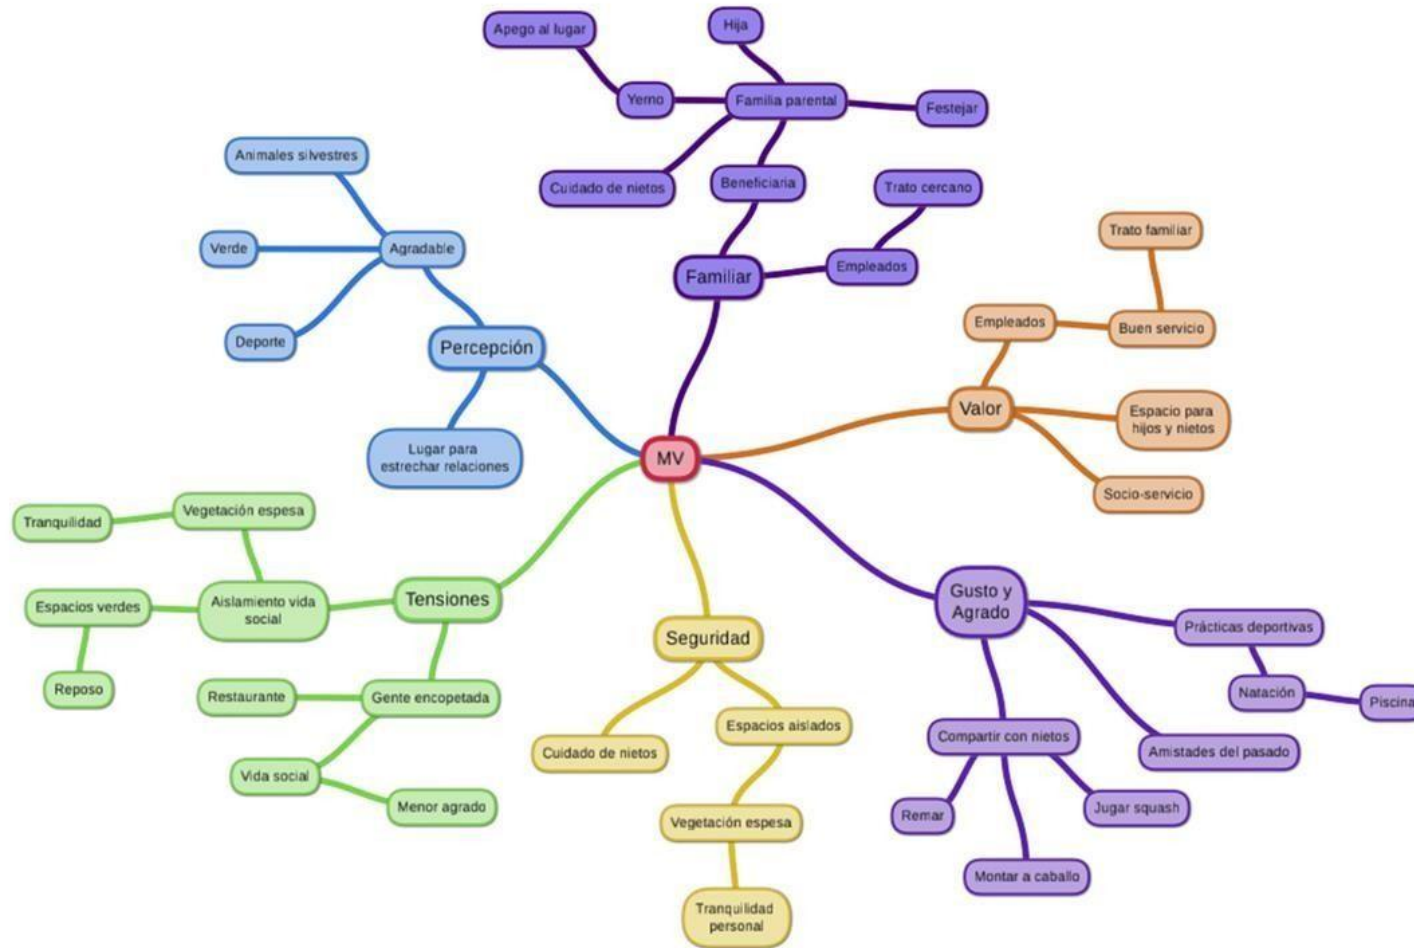 Apego al lugar
Hija
Yerno
Familia parental
Festejar
Cuidado de nietos
Beneficiaria
Trato cercano
Familiar
Empleados
Animales silvestres
Verde
Agradable
Deporte
Percepción
Lugar para
estrechar relaciones
Trato familiar
Empleados
Buen servicio
Valor
Espacio para
hijos y nietos
Socio-servicio
MV
Tranquilidad
Vegetación espesa
Espacios verdes
Aislamiento vida
social
Tensiones
Reposo
Restaurante
Gente encopetada
Vida social
Menor agrado
Seguridad
Cuidado de nietos
Espacios aislados
Vegetación espesa
Tranquilidad
personal
Gusto y
Agrado
Prácticas deportivas
Natación
Piscina
Compartir con nietos
Amistades del pasado
Remar
Jugar squash
Montar a caballo